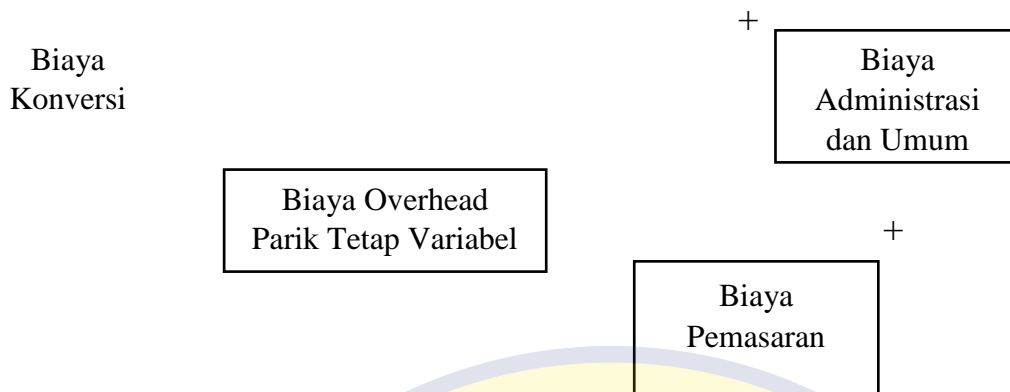 +
Biaya
Konversi
Biaya
Administrasi
dan Umum
Biaya Overhead
Parik Tetap Variabel
+
Biaya
Pemasaran